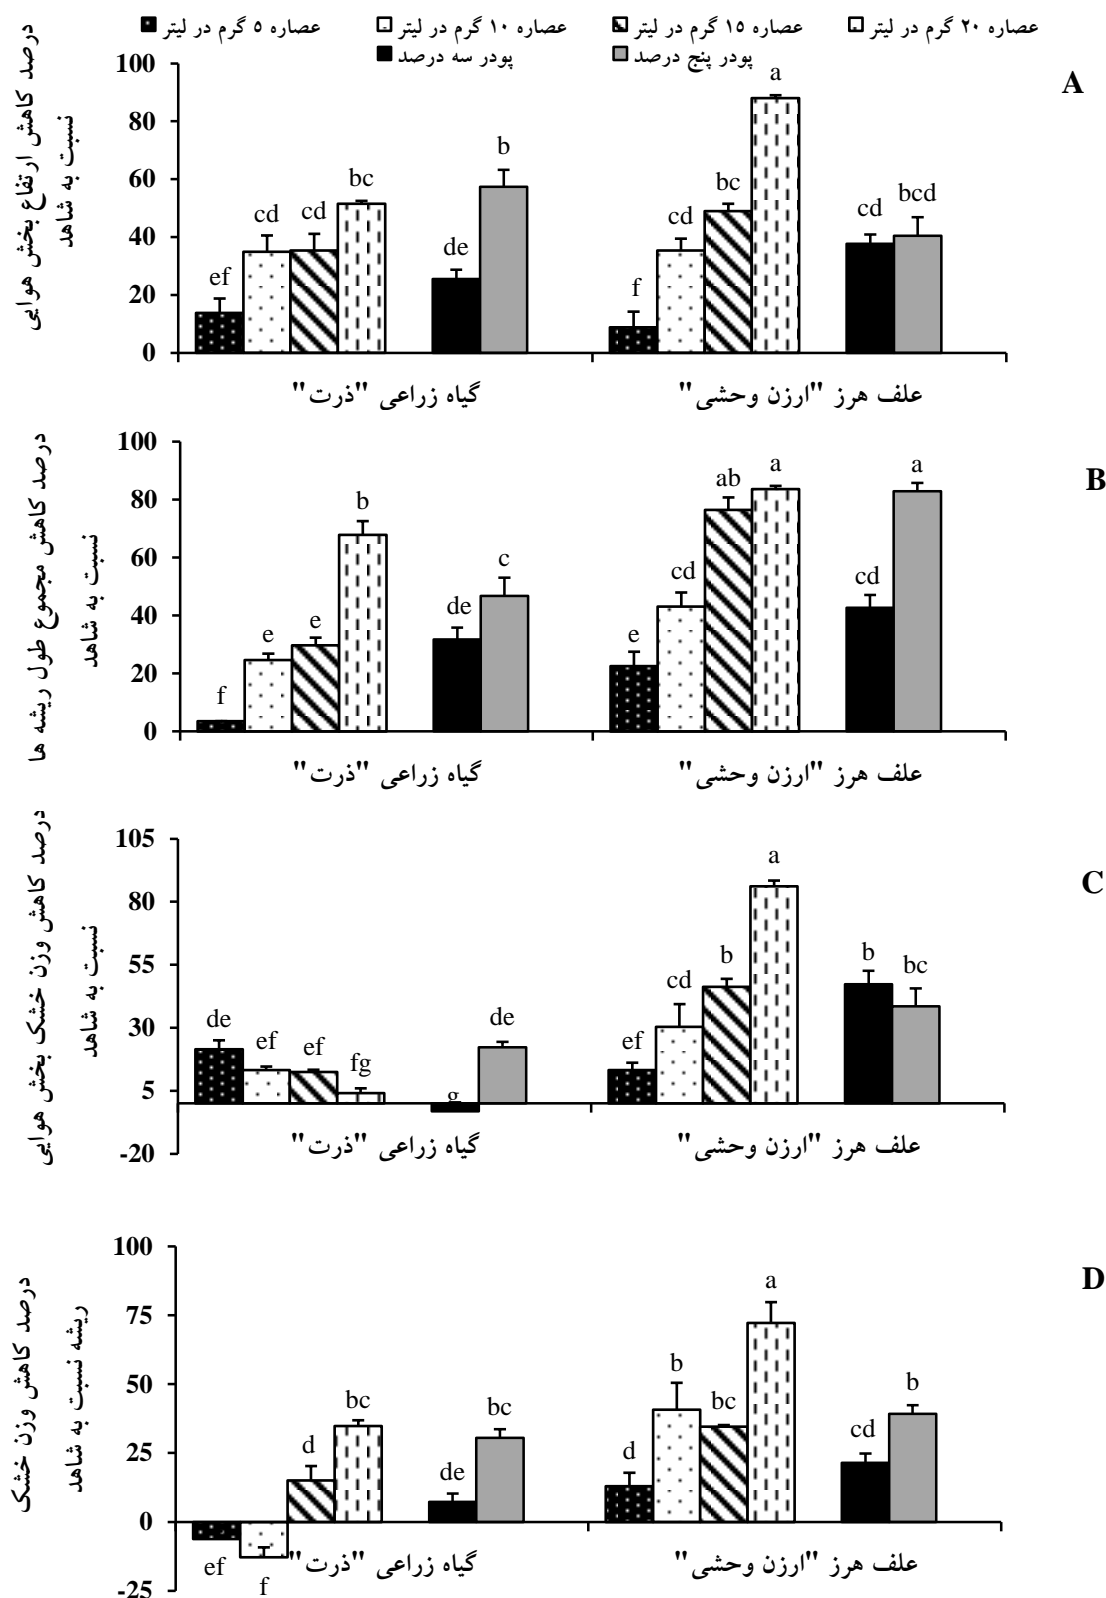 عصاره ۵ گرم در لیتر عصاره ۱۰ گرم در لیتر عصاره ۱۵ گرم در لیتر عصاره ۲۰ گرم در لیتر
پودر سه درصد پودر پنج درصد
A
درصد کاهش ارتفاع بخش هوایی
نسبت به شاهد
100
80
60
40
20
0
ef cd cd bc de b f cd bc a cd bcd
گیاه زراعی "ذرت" علف هرز "ارزن وحشی"
B
درصد کاهش مجموع طول ریشه ها
نسبت به شاهد
100
80
60
40
20
0
f e e b de c e cd ab a cd a
گیاه زراعی "ذرت" علف هرز "ارزن وحشی"
C
درصد کاهش وزن خشک بخش هوایی
نسبت به شاهد
105
80
55
30
5
-20
de ef ef fg g de ef cd b a b bc
گیاه زراعی "ذرت" علف هرز "ارزن وحشی"
D
درصد کاهش وزن خشک
ریشه نسبت به شاهد
100
75
50
25
0
-25
ef f d bc de bc d b bc a cd b
گیاه زراعی "ذرت" علف هرز "ارزن وحشی"